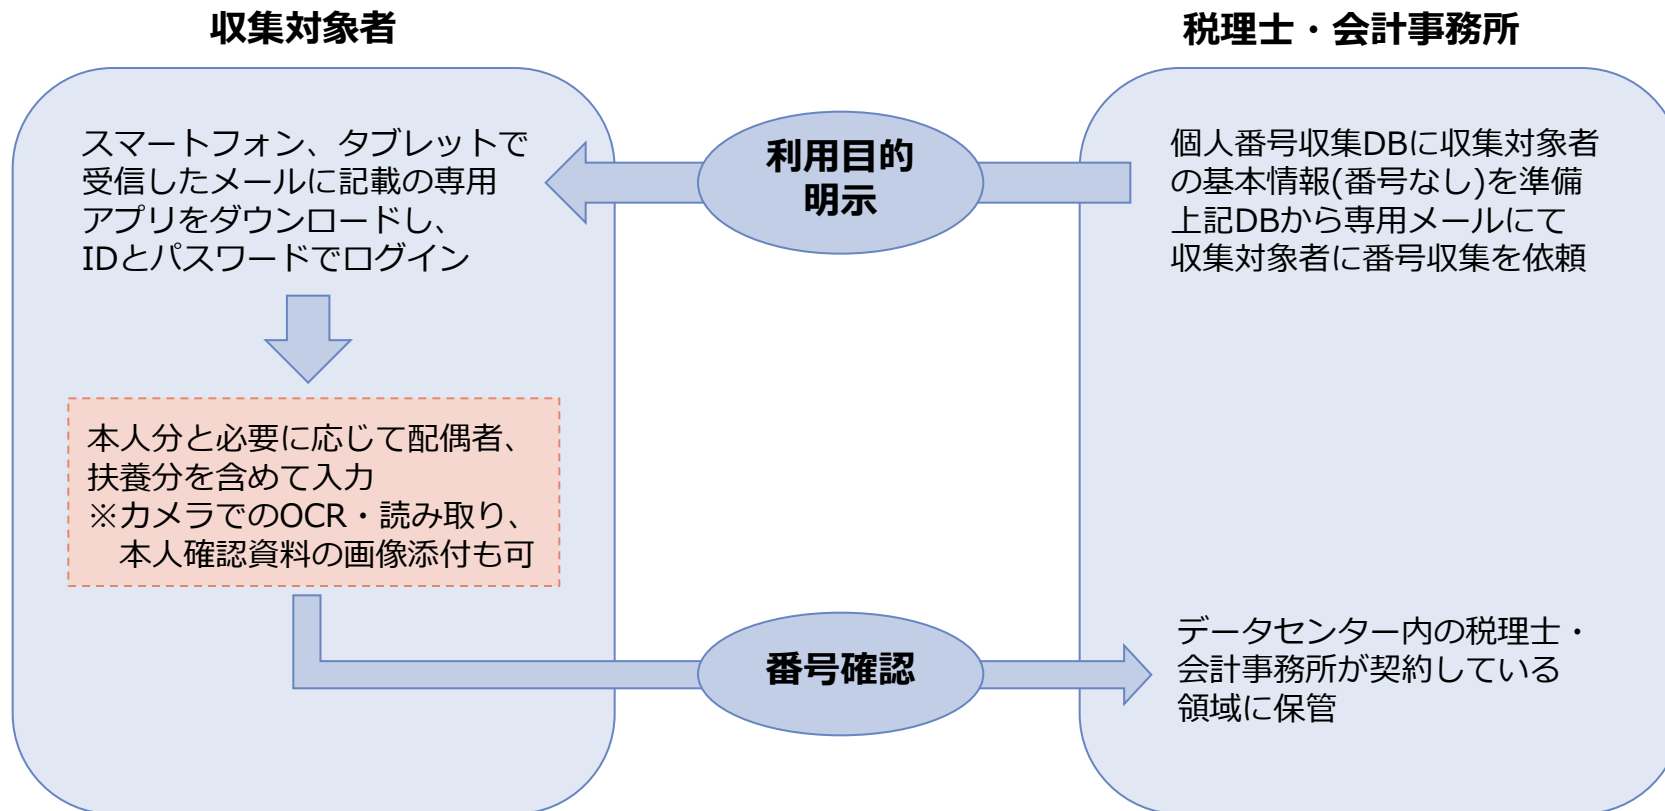 収集対象者
税理士・会計事務所
スマートフォン、タブレットで
受信したメールに記載の専用
アプリをダウンロードし、
IDとパスワードでログイン
利用目的
明示
個人番号収集DBに収集対象者
の基本情報(番号なし)を準備
上記DBから専用メールにて
収集対象者に番号収集を依頼
本人分と必要に応じて配偶者、
扶養分を含めて入力
※カメラでのOCR・読み取り、
本人確認資料の画像添付も可
番号確認
データセンター内の税理士・
会計事務所が契約している
領域に保管